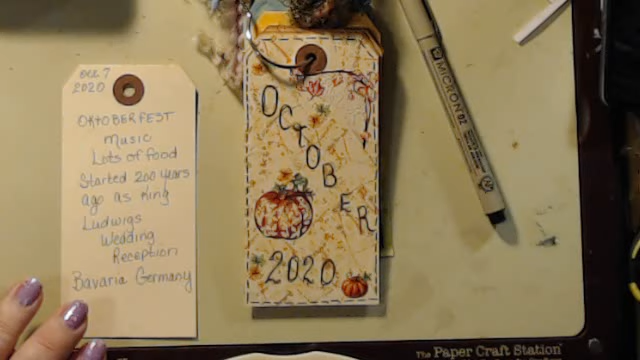 Oct. 7
2020
OKTOBERFEST
Music
Lots of food
Started 200 years
ago as King
Ludwigs
Wedding
Reception
Bavaria Germany
OCTOBER
2020
MICRON
The PAPER CRAFT STATION